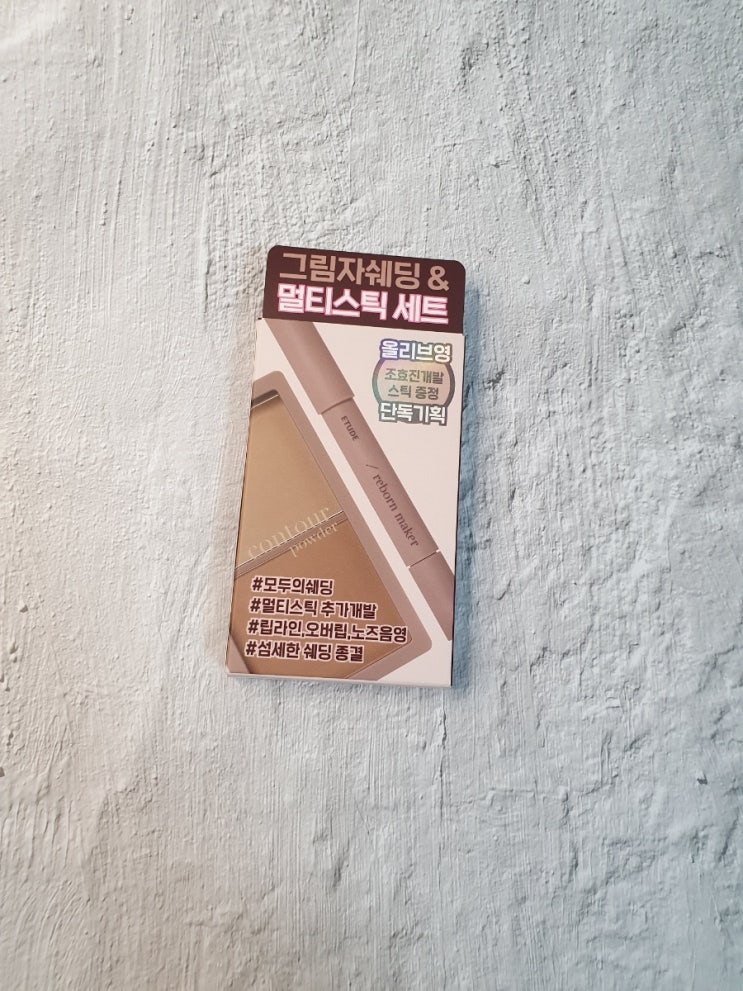 그림자쉐딩 &
멀티스틱 세트
올리브영
조효진개발
스틱 증정
단독기획
ETUDE
/ reborn maker
contour
powder
#모두의쉐딩
#멀티스틱 추가개발
#립라인,오버립,노즈음영
#섬세한 쉐딩 종결